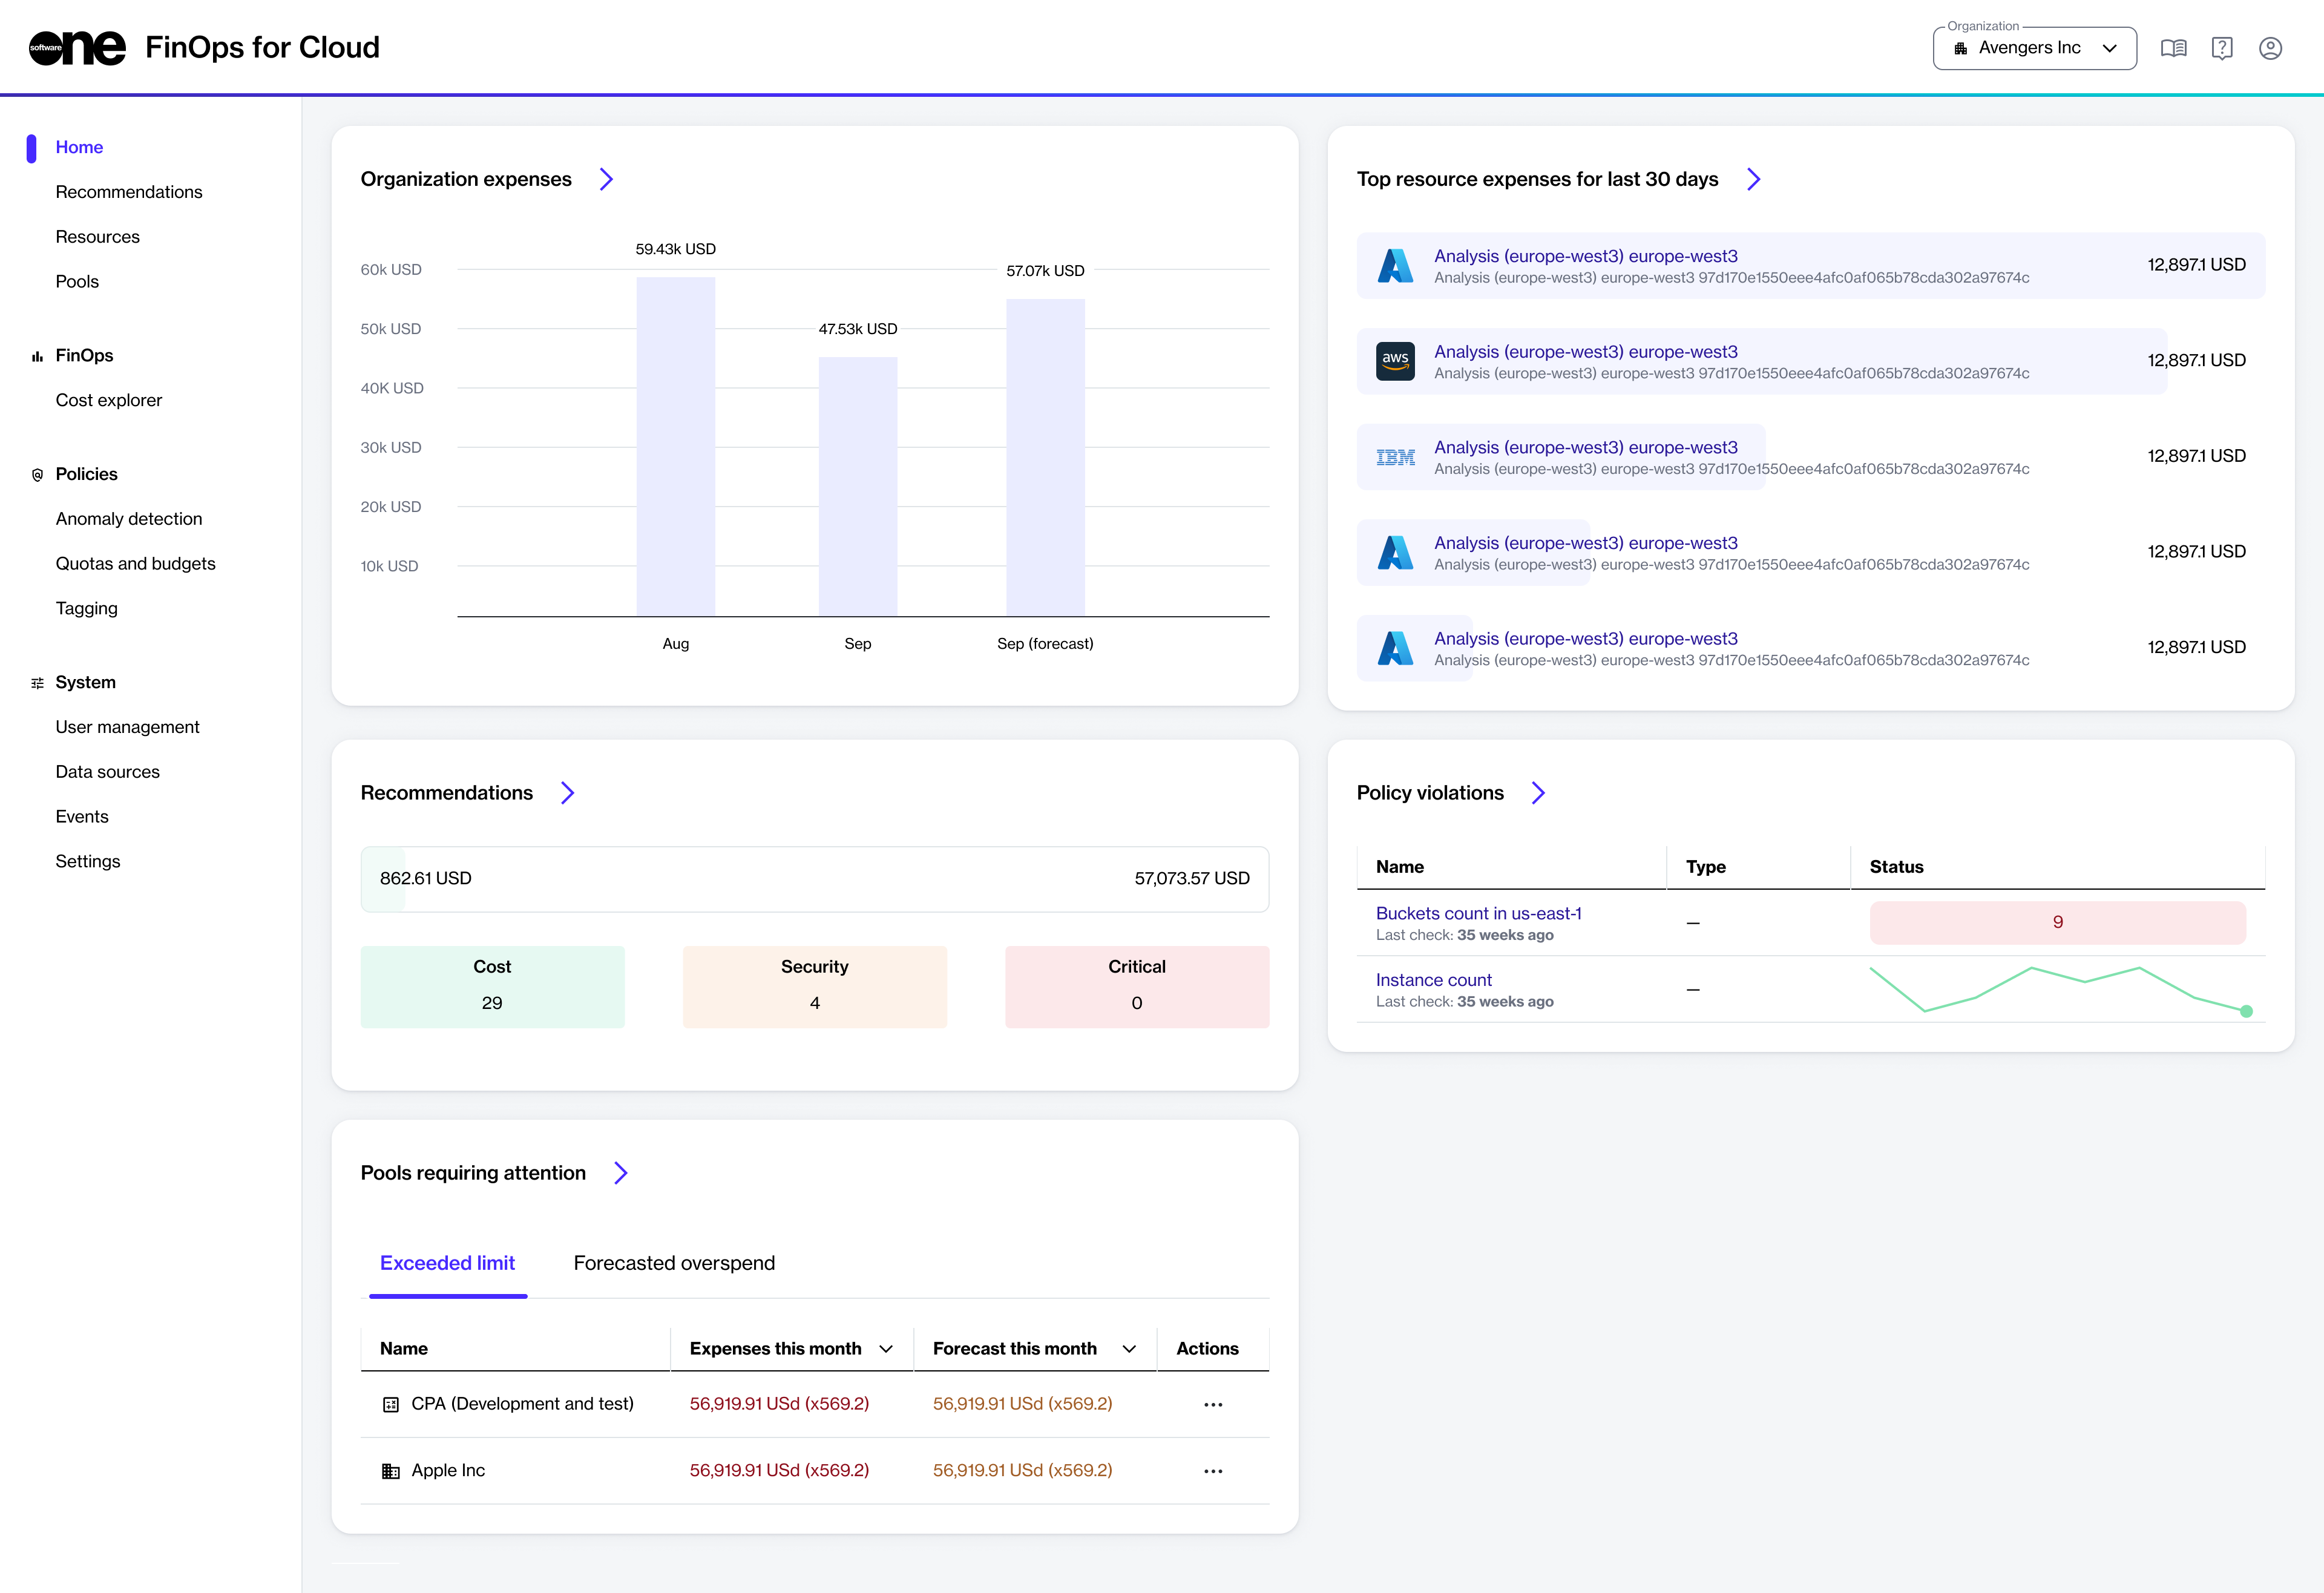 software
one
FinOps for Cloud
Organization
Avengers Inc
Home
Recommendations
Resources
Pools
FinOps
Cost explorer
Policies
Anomaly detection
Quotas and budgets
Tagging
System
User management
Data sources
Events
Settings
Organization expenses
59.43k USD
57.07k USD
47.53k USD
60k USD
50k USD
40K USD
30k USD
20k USD
10k USD
Aug
Sep
Sep (forecast)
Top resource expenses for last 30 days
Analysis (europe-west3) europe-west3
Analysis (europe-west3) europe-west3 97d170e1550eee4afc0af065b78cda302a97674c
12,897.1 USD
aws
Analysis (europe-west3) europe-west3
Analysis (europe-west3) europe-west3 97d170e1550eee4afc0af065b78cda302a97674c
12,897.1 USD
IBM
Analysis (europe-west3) europe-west3
Analysis (europe-west3) europe-west3 97d170e1550eee4afc0af065b78cda302a97674c
12,897.1 USD
Analysis (europe-west3) europe-west3
Analysis (europe-west3) europe-west3 97d170e1550eee4afc0af065b78cda302a97674c
12,897.1 USD
Analysis (europe-west3) europe-west3
Analysis (europe-west3) europe-west3 97d170e1550eee4afc0af065b78cda302a97674c
12,897.1 USD
Recommendations
862.61 USD
57,073.57 USD
Cost
29
Security
4
Critical
0
Policy violations
Name Type Status
Buckets count in us-east-1
Last check: 35 weeks ago
—
9
Instance count
Last check: 35 weeks ago
—
Pools requiring attention
Exceeded limit
Forecasted overspend
Name Expenses this month Forecast this month Actions
CPA (Development and test) 56,919.91 USd (x569.2) 56,919.91 USd (x569.2)
Apple Inc 56,919.91 USd (x569.2) 56,919.91 USd (x569.2)